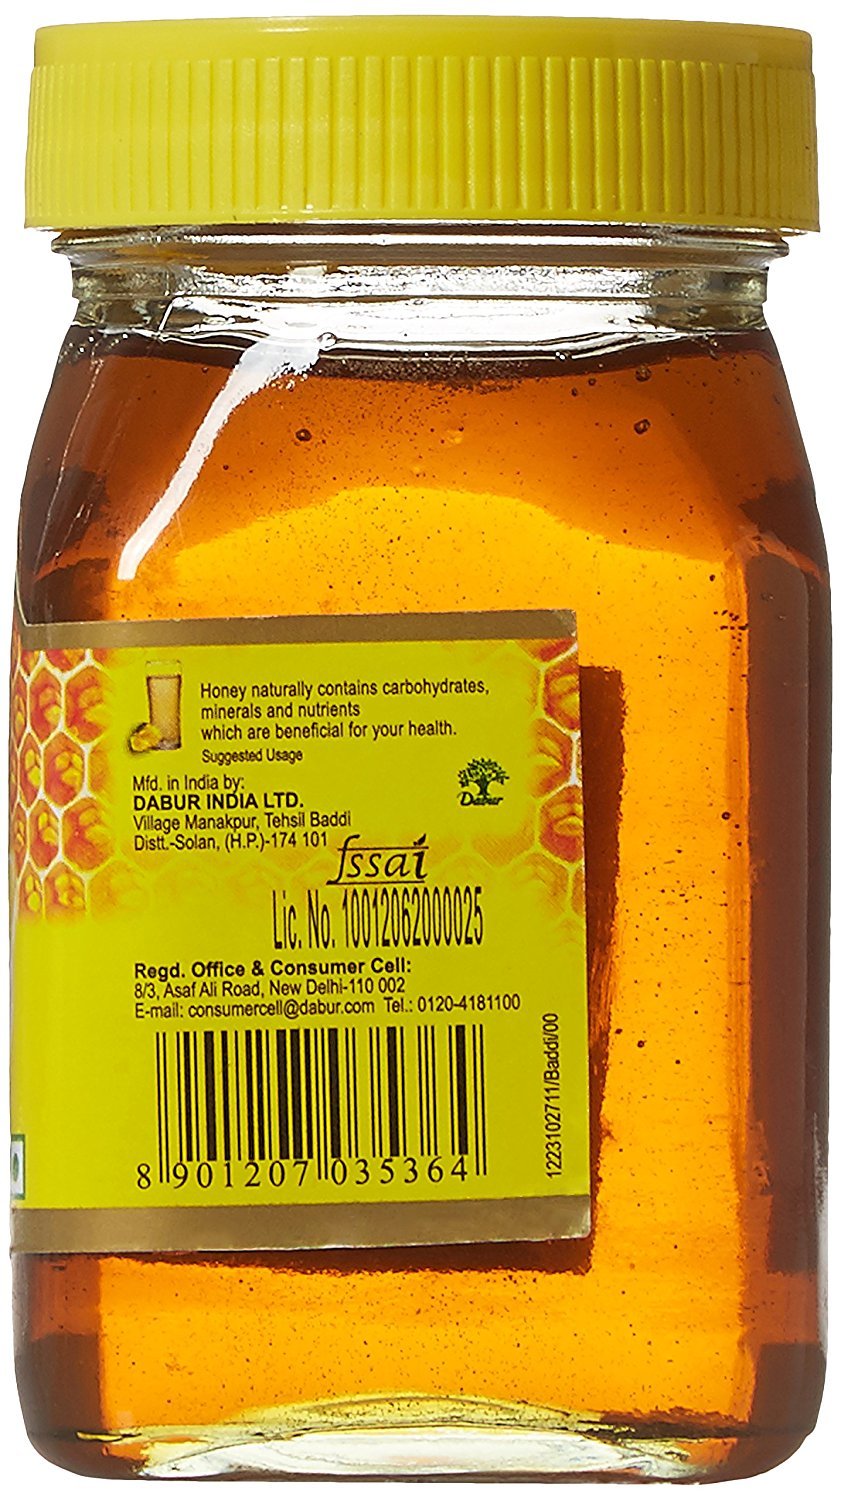 Honey naturally contains carbohydrates,
minerals and nutrients
which are beneficial for your health.
Suggested Usage
Mfd. in India by:
DABUR INDIA LTD.
Village Manakpur, Tehsil Baddi
Distt.-Solan, (H.P.)-174 101
Dabur
fssai
Lic. No. 10012062000025
Regd. Office & Consumer Cell:
8/3, Asaf Ali Road, New Delhi-110 002
E-mail: consumercell@dabur.com Tel.: 0120-4181100
8 901207 035364
1223102711/Baddi/00